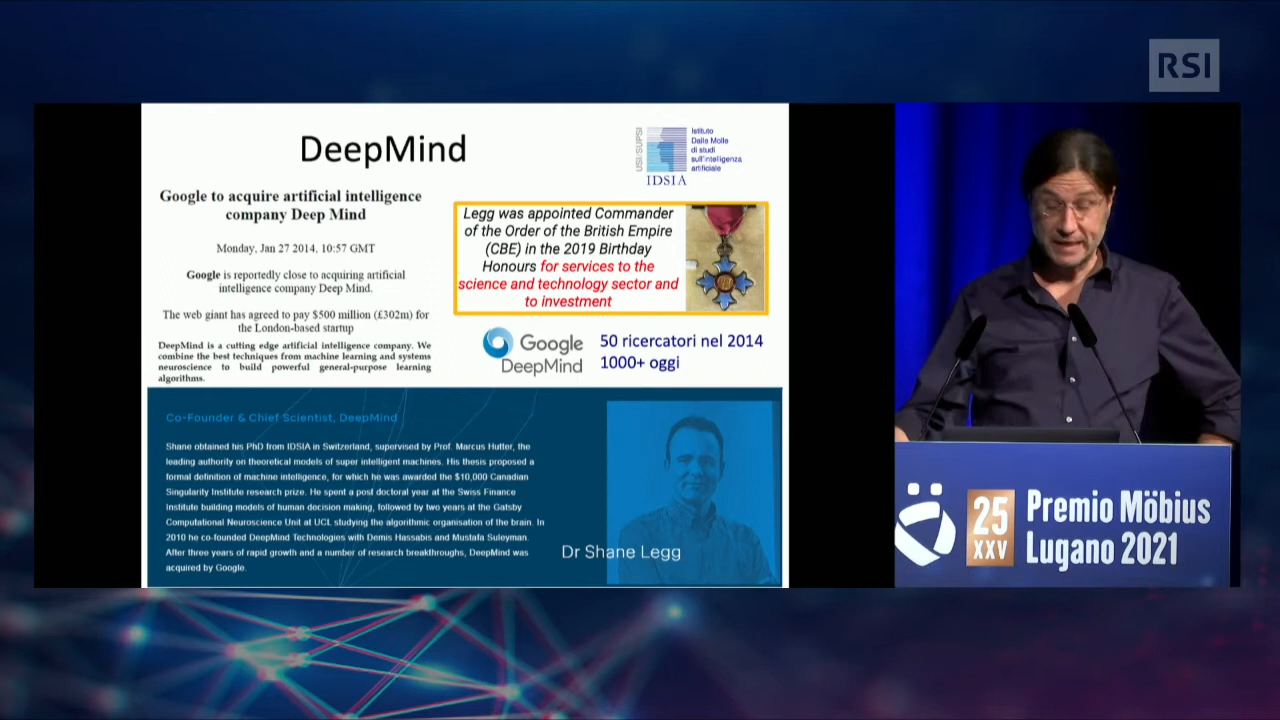 RSI
DeepMind
USI/SUPSI
Istituto
Dalle Molle
di studi
sull'intelligenza
artificiale
IDSIA
Google to acquire artificial intelligence
company Deep Mind
Monday, Jan 27 2014, 10:57 GMT
Google is reportedly close to acquiring artificial
intelligence company Deep Mind.
The web giant has agreed to pay $500 million (£302m) for
the London-based startup
DeepMind is a cutting edge artificial intelligence company. We
combine the best techniques from machine learning and systems
neuroscience to build powerful general-purpose learning
algorithms.
Legg was appointed Commander
of the Order of the British Empire
(CBE) in the 2019 Birthday
Honours for services to the
science and technology sector and
to investment
Google
DeepMind
50 ricercatori nel 2014
1000+ oggi
Co-Founder & Chief Scientist, DeepMind
Shane obtained his PhD from IDSIA in Switzerland, supervised by Prof. Marcus Hutter, the
leading authority on theoretical models of super intelligent machines. His thesis proposed a
formal definition of machine intelligence, for which he was awarded the $10,000 Canadian
Singularity Institute research prize. He spent a post doctoral year at the Swiss Finance
Institute building models of human decision making, followed by two years at the Gatsby
Computational Neuroscience Unit at UCL studying the algorithmic organisation of the brain. In
2010 he co-founded DeepMind Technologies with Demis Hassabis and Mustafa Suleyman.
After three years of rapid growth and a number of research breakthroughs, DeepMind was
acquired by Google.
Dr Shane Legg
25
XXV
Premio Möbius
Lugano 2021